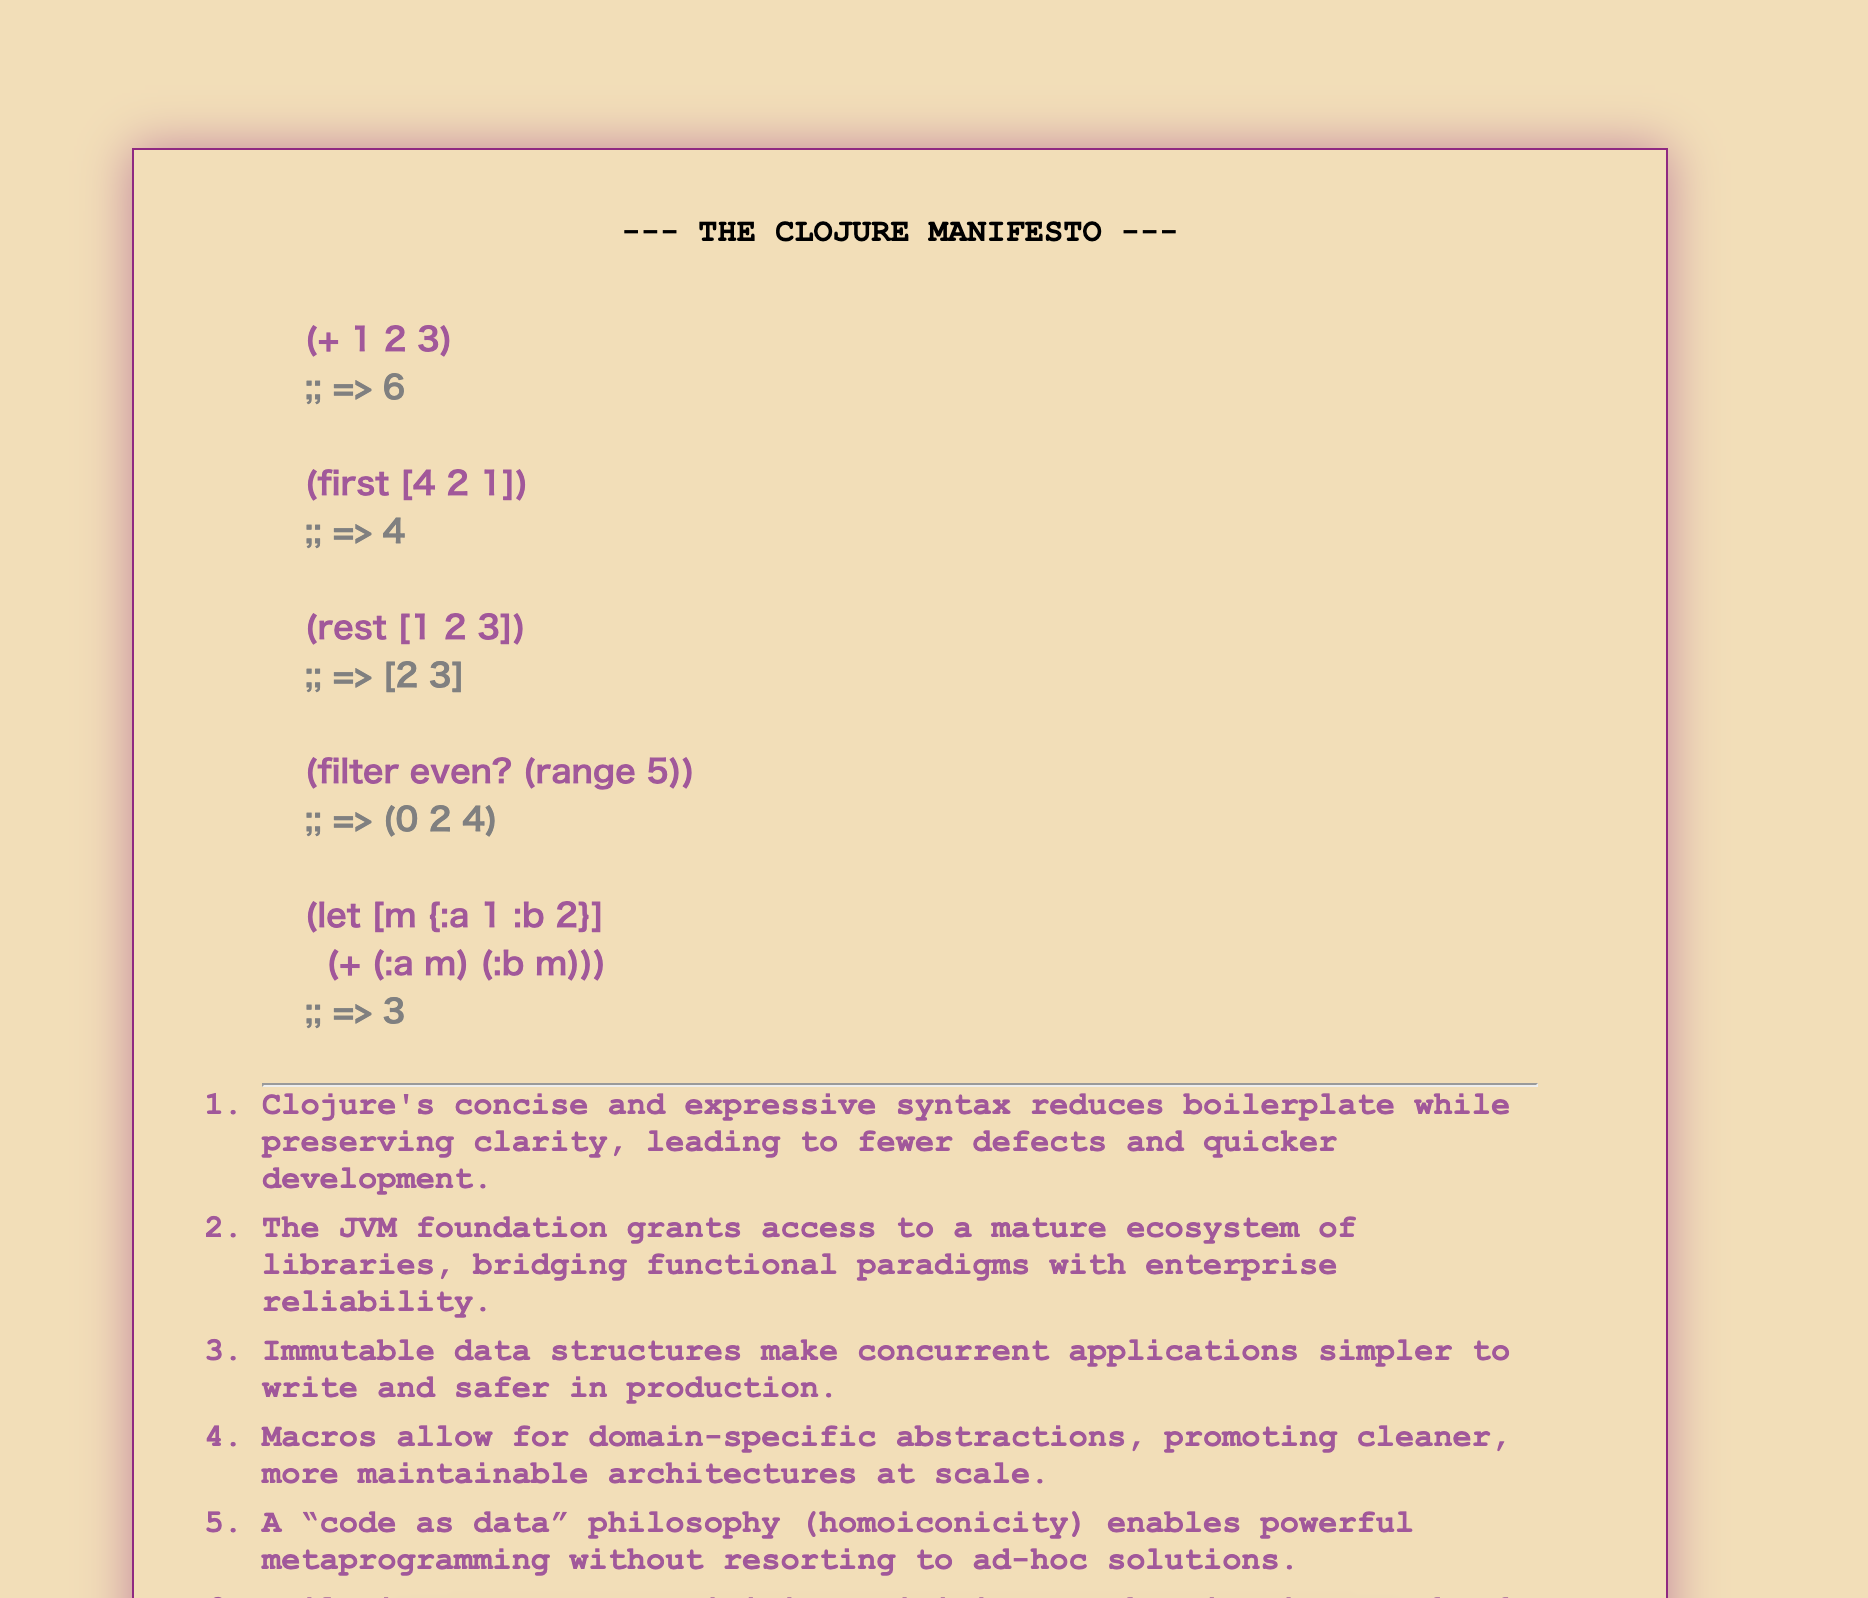 --- THE CLOJURE MANIFESTO ---
(+ 1 2 3)
;; => 6
(first [4 2 1])
;; => 4
(rest [1 2 3])
;; => [2 3]
(filter even? (range 5))
;; => (0 2 4)
(let [m {:a 1 :b 2}]
(+ (:a m) (:b m)))
;; => 3
1. Clojure's concise and expressive syntax reduces boilerplate while
preserving clarity, leading to fewer defects and quicker
development.
2. The JVM foundation grants access to a mature ecosystem of
libraries, bridging functional paradigms with enterprise
reliability.
3. Immutable data structures make concurrent applications simpler to
write and safer in production.
4. Macros allow for domain-specific abstractions, promoting cleaner,
more maintainable architectures at scale.
5. A “code as data” philosophy (homoiconicity) enables powerful
metaprogramming without resorting to ad-hoc solutions.